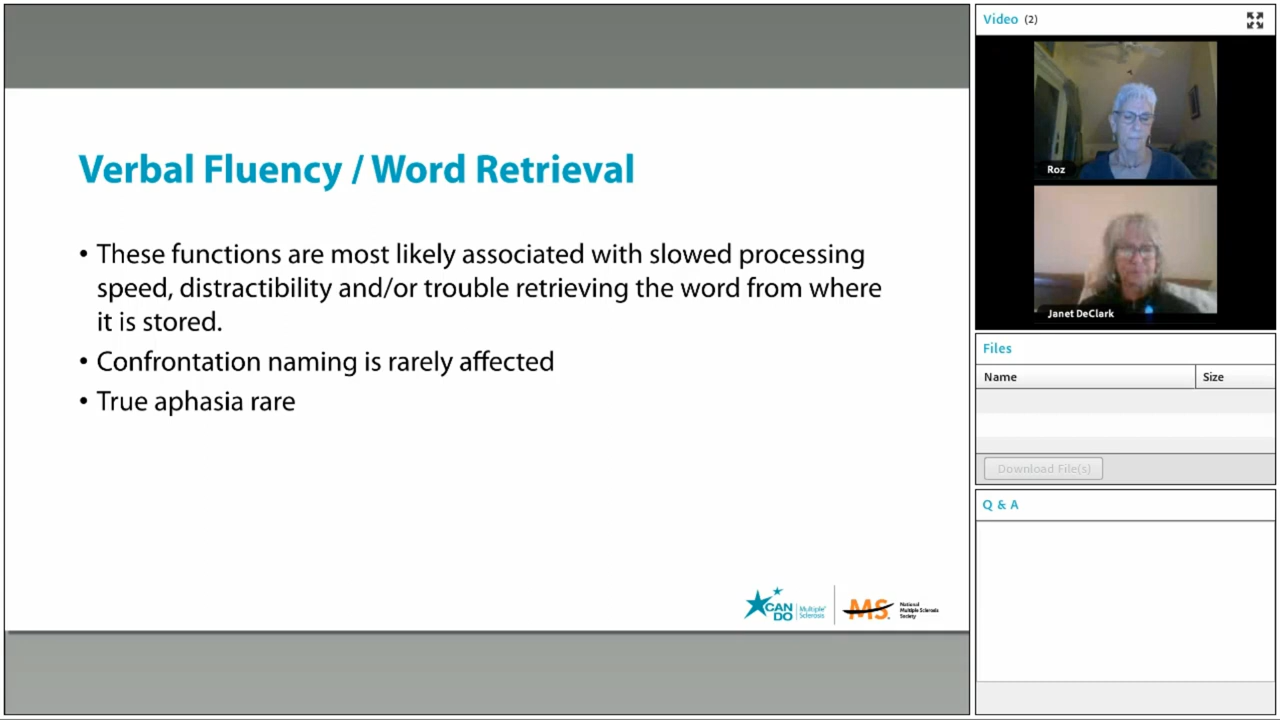 Verbal Fluency / Word Retrieval
• These functions are most likely associated with slowed processing
speed, distractibility and/or trouble retrieving the word from where
it is stored.
• Confrontation naming is rarely affected
• True aphasia rare
CAN
DO
Multiple
Sclerosis
MS
National
Multiple Sclerosis
Society
Video (2)
Roz
Janet DeClark
Files
Name Size
Download File(s)
Q & A